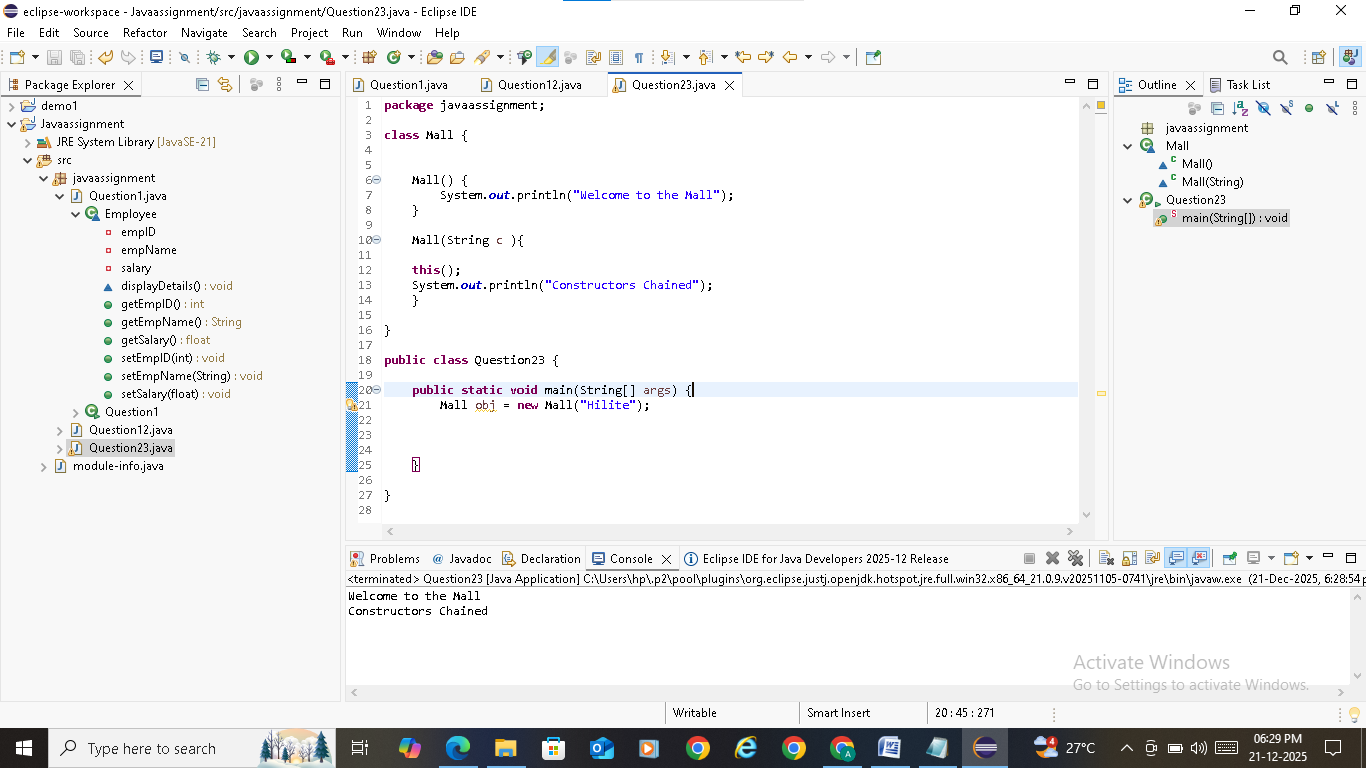 eclipse-workspace - Javaassignment/src/javaassignment/Question23.java - Eclipse IDE
File Edit Source Refactor Navigate Search Project Run Window Help
Package Explorer
demo1
Javaassignment
JRE System Library [JavaSE-21]
src
javaassignment
Question1.java
Employee
empID
empName
salary
displayDetails() : void
getEmpID() : int
getEmpName() : String
getSalary() : float
setEmpID(int) : void
setEmpName(String) : void
setSalary(float) : void
Question1
Question12.java
Question23.java
module-info.java
Question1.java Question12.java Question23.java
1 package javaassignment;
2
3 class Mall {
4
5
6 Mall() {
7 System.out.println("Welcome to the Mall");
8 }
9
10 Mall(String c ){
11
12 this();
13 System.out.println("Constructors Chained");
14 }
15
16 }
17
18 public class Question23 {
19
20 public static void main(String[] args) {
21 Mall obj = new Mall("Hilite");
22
23
24
25 }
26
27 }
28
Outline Task List
javaassignment
Mall
Mall()
Mall(String)
Question23
main(String[]) : void
Problems Javadoc Declaration Console Eclipse IDE for Java Developers 2025-12 Release
<terminated> Question23 [Java Application] C:\Users\hp\.p2\pool\plugins\org.eclipse.justj.openjdk.hotspot.jre.full.win32.x86_64_21.0.9.v20251105-0741\jre\bin\javaw.exe (21-Dec-2025, 6:28:54 p
Welcome to the Mall
Constructors Chained
Activate Windows
Go to Settings to activate Windows.
Writable Smart Insert 20 : 45 : 271
Type here to search
4 27°C
06:29 PM
21-12-2025